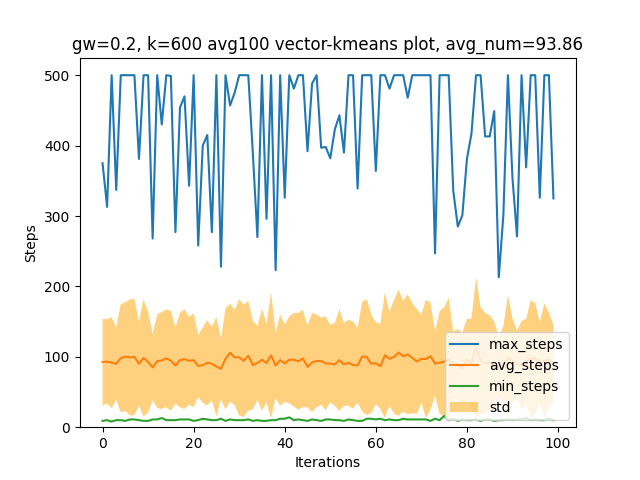 gw=0.2, k=600 avg100 vector-kmeans plot, avg_num=93.86
500
400
300
200
100
0
Steps
max_steps
avg_steps
min_steps
std
0
20
40
60
80
100
Iterations